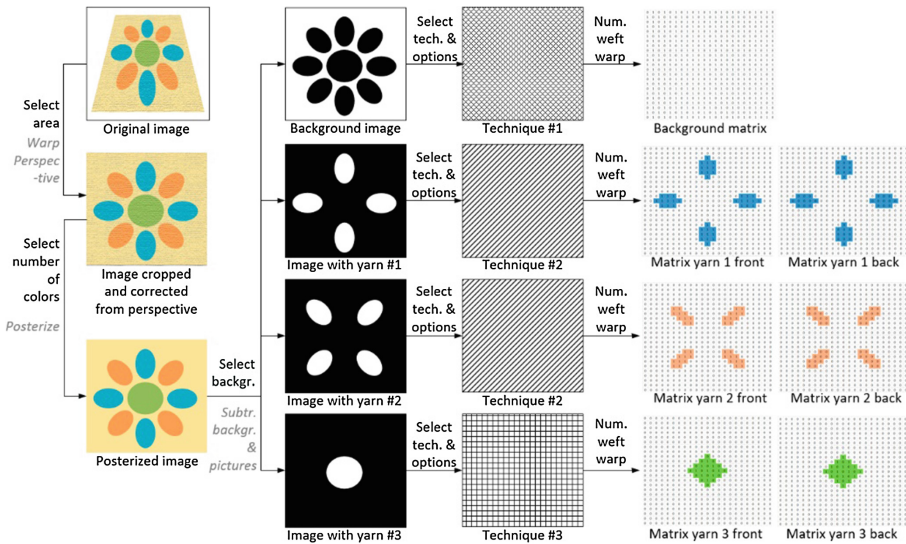 Original image
Select
area
Warp
Perspec
-tive
Image cropped
and corrected
from perspective
Select
number
of
colors
Posterize
Posterized image
Select
backgr.
Subtr.
backgr.
&
pictures
Background image
Select
tech. &
options
Technique #1
Num.
weft
warp
Background matrix
Image with yarn #1
Select
tech. &
options
Technique #2
Num.
weft
warp
Matrix yarn 1 front
Matrix yarn 1 back
Image with yarn #2
Select
tech. &
options
Technique #2
Num.
weft
warp
Matrix yarn 2 front
Matrix yarn 2 back
Image with yarn #3
Select
tech. &
options
Technique #3
Num.
weft
warp
Matrix yarn 3 front
Matrix yarn 3 back